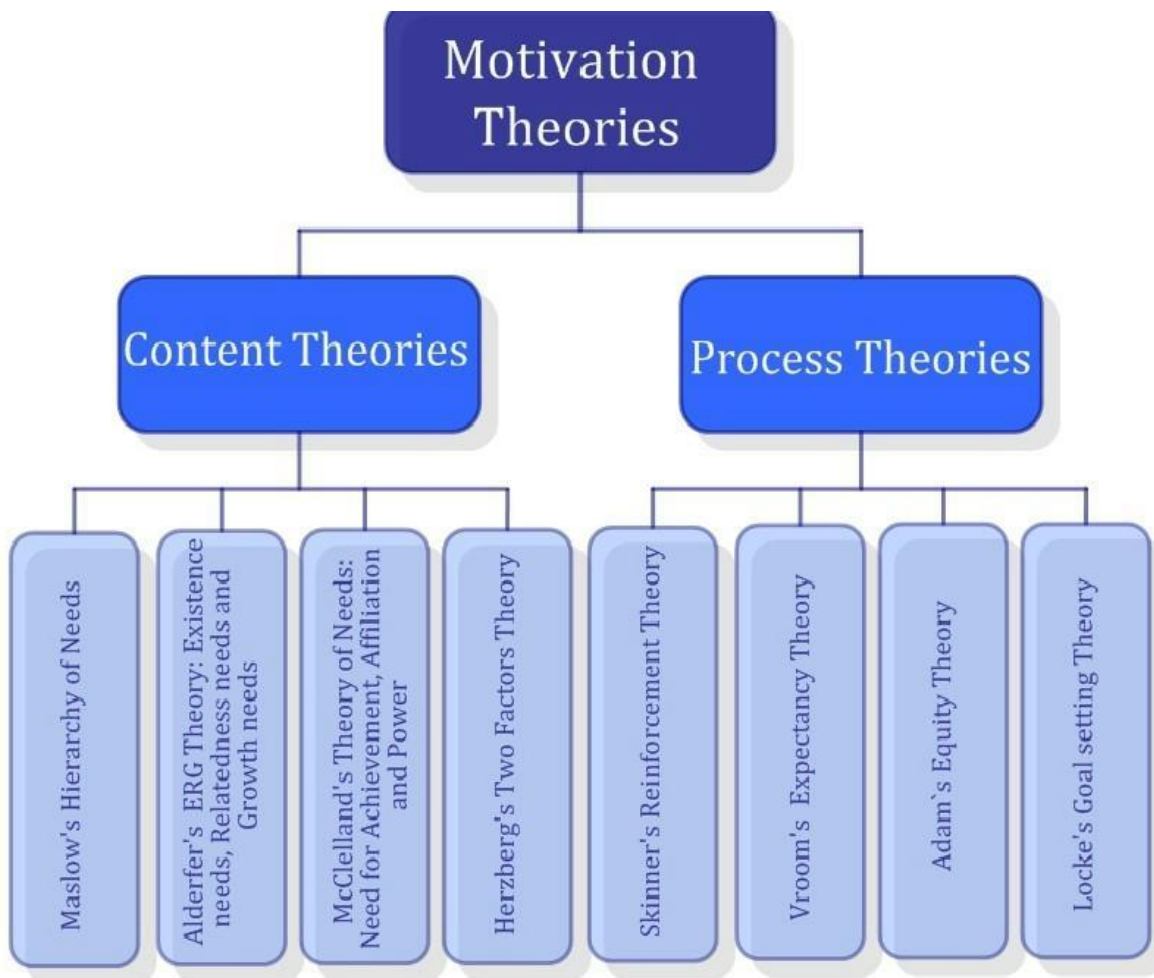 Motivation
Theories
Content Theories
Process Theories
Maslow's Hierarchy of Needs
Alderfer's ERG Theory: Existence
needs, Relatedness needs and
Growth needs
McClelland's Theory of Needs:
Need for Achievement, Affiliation
and Power
Herzberg's Two Factors Theory
Skinner's Reinforcement Theory
Vroom's Expectancy Theory
Adam`s Equity Theory
Locke's Goal setting Theory